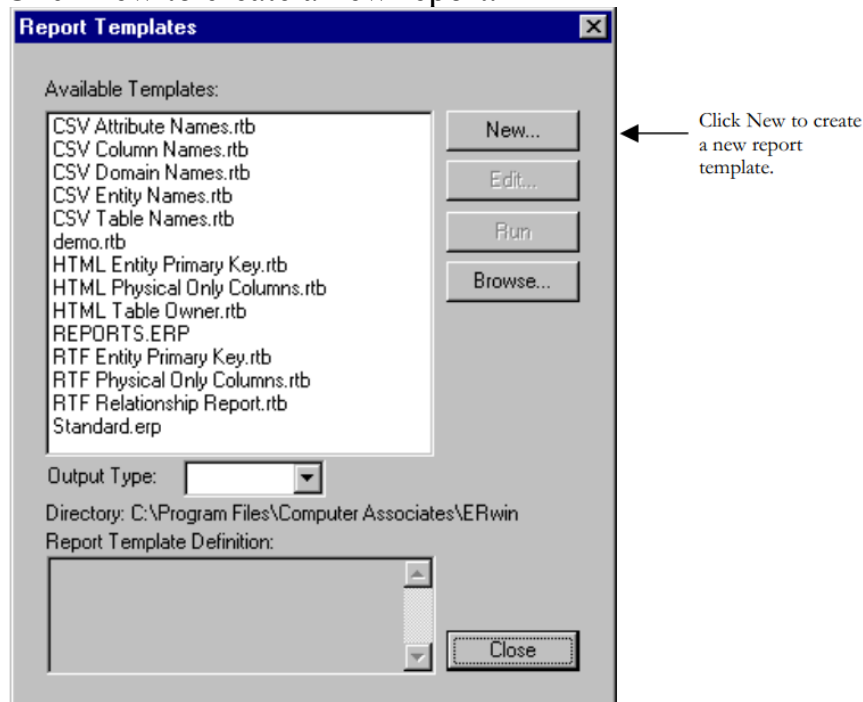 Report Templates
Available Templates:
CSV Attribute Names.rtb
CSV Column Names.rtb
CSV Domain Names.rtb
CSV Entity Names.rtb
CSV Table Names.rtb
demo.rtb
HTML Entity Primary Key.rtb
HTML Physical Only Columns.rtb
HTML Table Owner.rtb
REPORTS.ERP
RTF Entity Primary Key.rtb
RTF Physical Only Columns.rtb
RTF Relationship Report.rtb
Standard.erp
New...
Edit...
Run
Browse...
Click New to create
a new report
template.
Output Type:
Directory: C:\Program Files\Computer Associates\ERwin
Report Template Definition:
Close